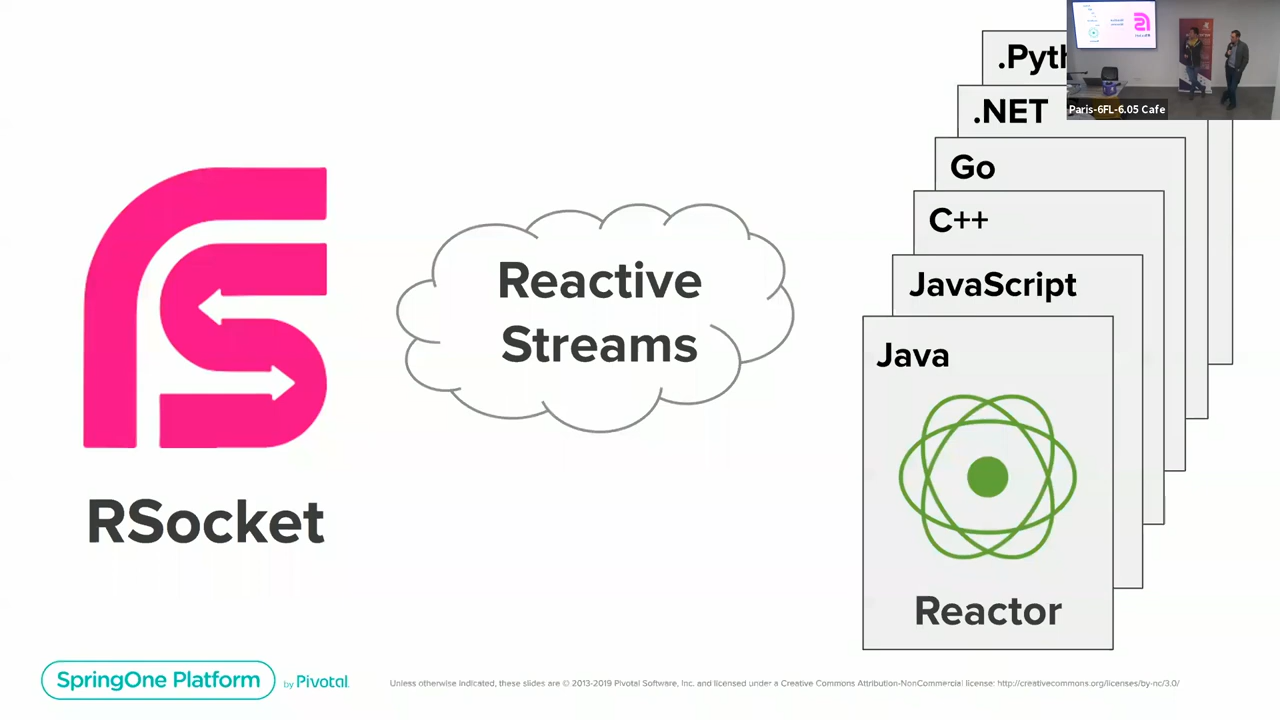 RSocket
Reactive
Streams
.Pyth
.NET
Go
C++
JavaScript
Java
Reactor
Paris-6FL-6.05 Cafe
SpringOne Platform by Pivotal.
Unless otherwise indicated, these slides are © 2013-2019 Pivotal Software, Inc. and licensed under a Creative Commons Attribution-NonCommercial license: http://creativecommons.org/licenses/by-nc/3.0/